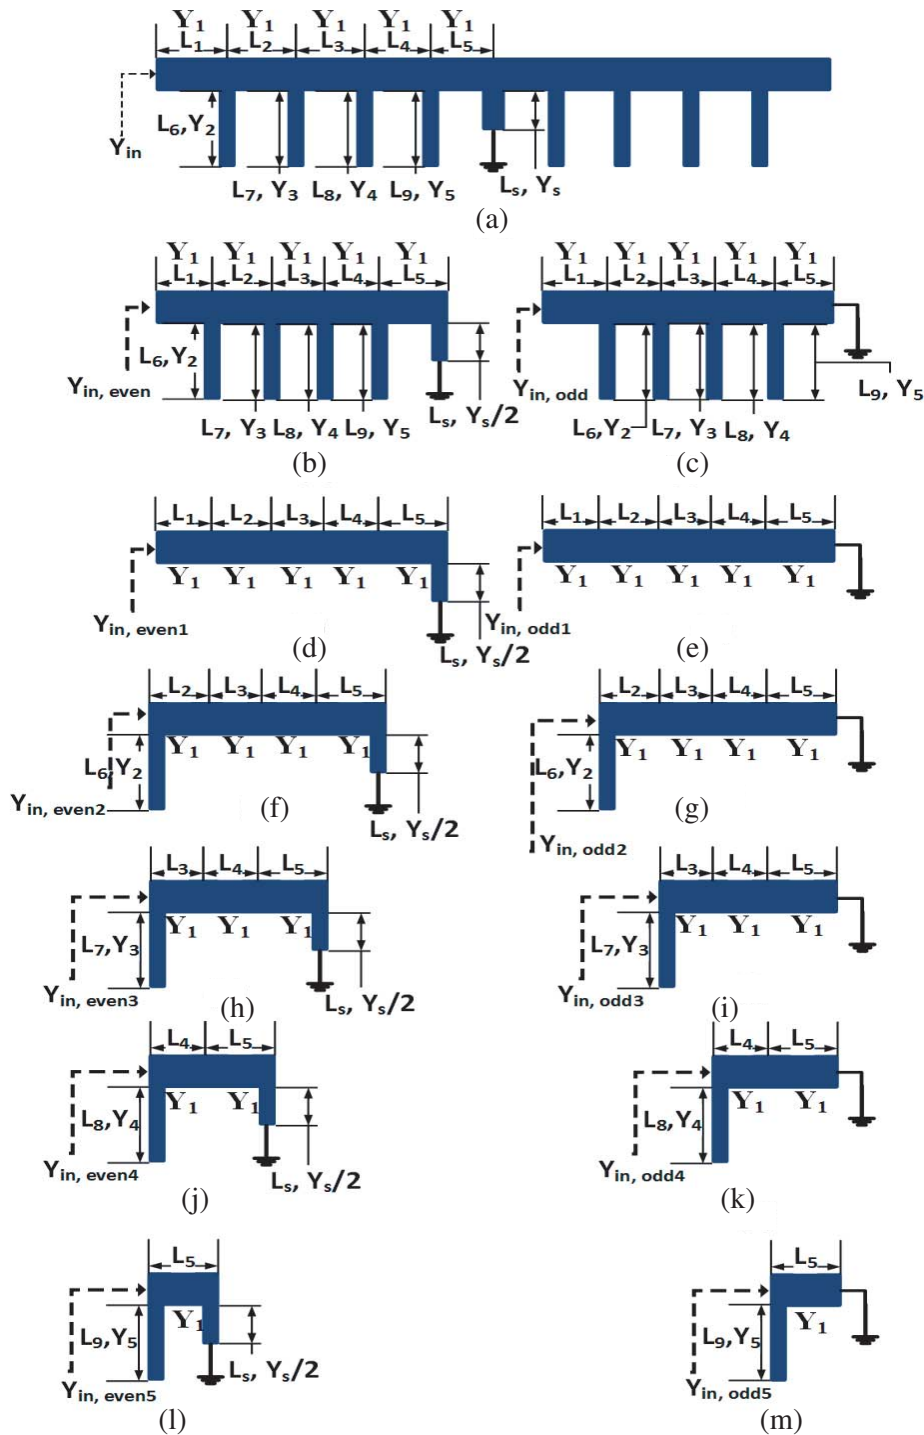 Y₁ Y₁ Y₁ Y₁ Y₁
L₁ L₂ L₃ L₄ L₅
L₆,Y₂
Yᵢₙ
L₇, Y₃ L₈, Y₄ L₉, Y₅ Lₛ, Yₛ
(a)
Y₁ Y₁ Y₁ Y₁ Y₁ Y₁ Y₁ Y₁ Y₁ Y₁
L₁ L₂ L₃ L₄ L₅ L₁ L₂ L₃ L₄ L₅
L₆,Y₂
Yin, even Yin, odd L₉, Y₅
L₇, Y₃ L₈, Y₄ L₉, Y₅ Lₛ, Yₛ/2 L₆,Y₂ L₇, Y₃ L₈, Y₄
(b) (c)
L₁ L₂ L₃ L₄ L₅ L₁ L₂ L₃ L₄ L₅
Y₁ Y₁ Y₁ Y₁ Y₁ Y₁ Y₁ Y₁ Y₁ Y₁
Yin, even1 Yin, odd1
(d) Lₛ, Yₛ/2 (e)
L₂ L₃ L₄ L₅ L₂ L₃ L₄ L₅
Y₁ Y₁ Y₁ Y₁ Y₁ Y₁ Y₁ Y₁
L₆,Y₂ L₆,Y₂
Yin, even2 (f) Lₛ, Yₛ/2 (g)
Yin, odd2
L₃ L₄ L₅ L₃ L₄ L₅
Y₁ Y₁ Y₁ Y₁ Y₁ Y₁
L₇,Y₃ L₇,Y₃
Yin, even3 (h) Lₛ, Yₛ/2 Yin, odd3 (i)
L₄ L₅ L₄ L₅
Y₁ Y₁ Y₁ Y₁
L₈,Y₄ L₈,Y₄
Yin, even4 Lₛ, Yₛ/2 Yin, odd4
(j) (k)
L₅ L₅
Y₁ Y₁
L₉,Y₅ L₉,Y₅
Lₛ, Yₛ/2
Yin, even5 Yin, odd5
(l) (m)